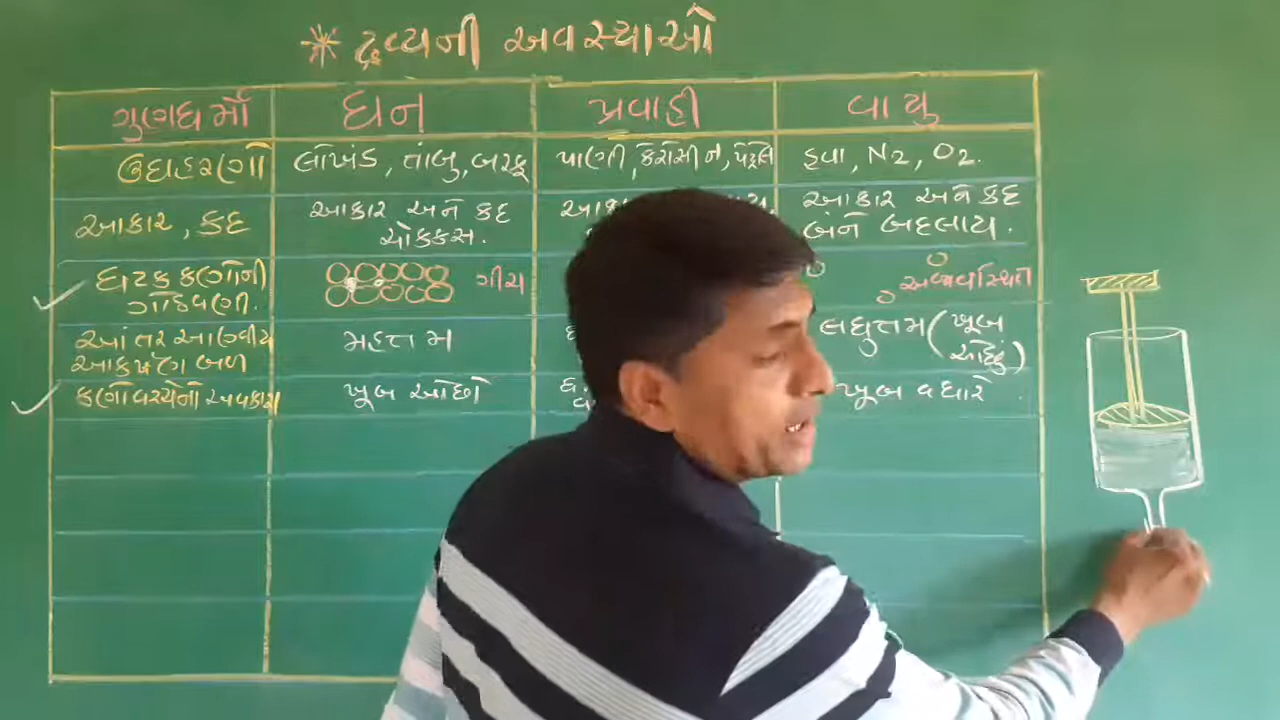 * દ્રવ્યની અવસ્થાઓ
ગુણધર્મો ઘન પ્રવાહી વાયુ
ઉદાહરણો લોખંડ, તાંબુ, બરફ પાણી, કેરોસીન, પેટ્રોલ હવા, N2, O2.
આકાર, કદ આકાર અને કદ ચોક્કસ. આકાર અને કદ બંને બદલાય.
ઘટક કણોની ગોઠવણી. ગીચ અવ્યવસ્થિત
આંતર આણ્વીય આકર્ષણ બળ મહત્તમ લઘુત્તમ (ખૂબ ઓછું)
કણો વચ્ચેનો અવકાશ ખૂબ ઓછો ખૂબ વધારે